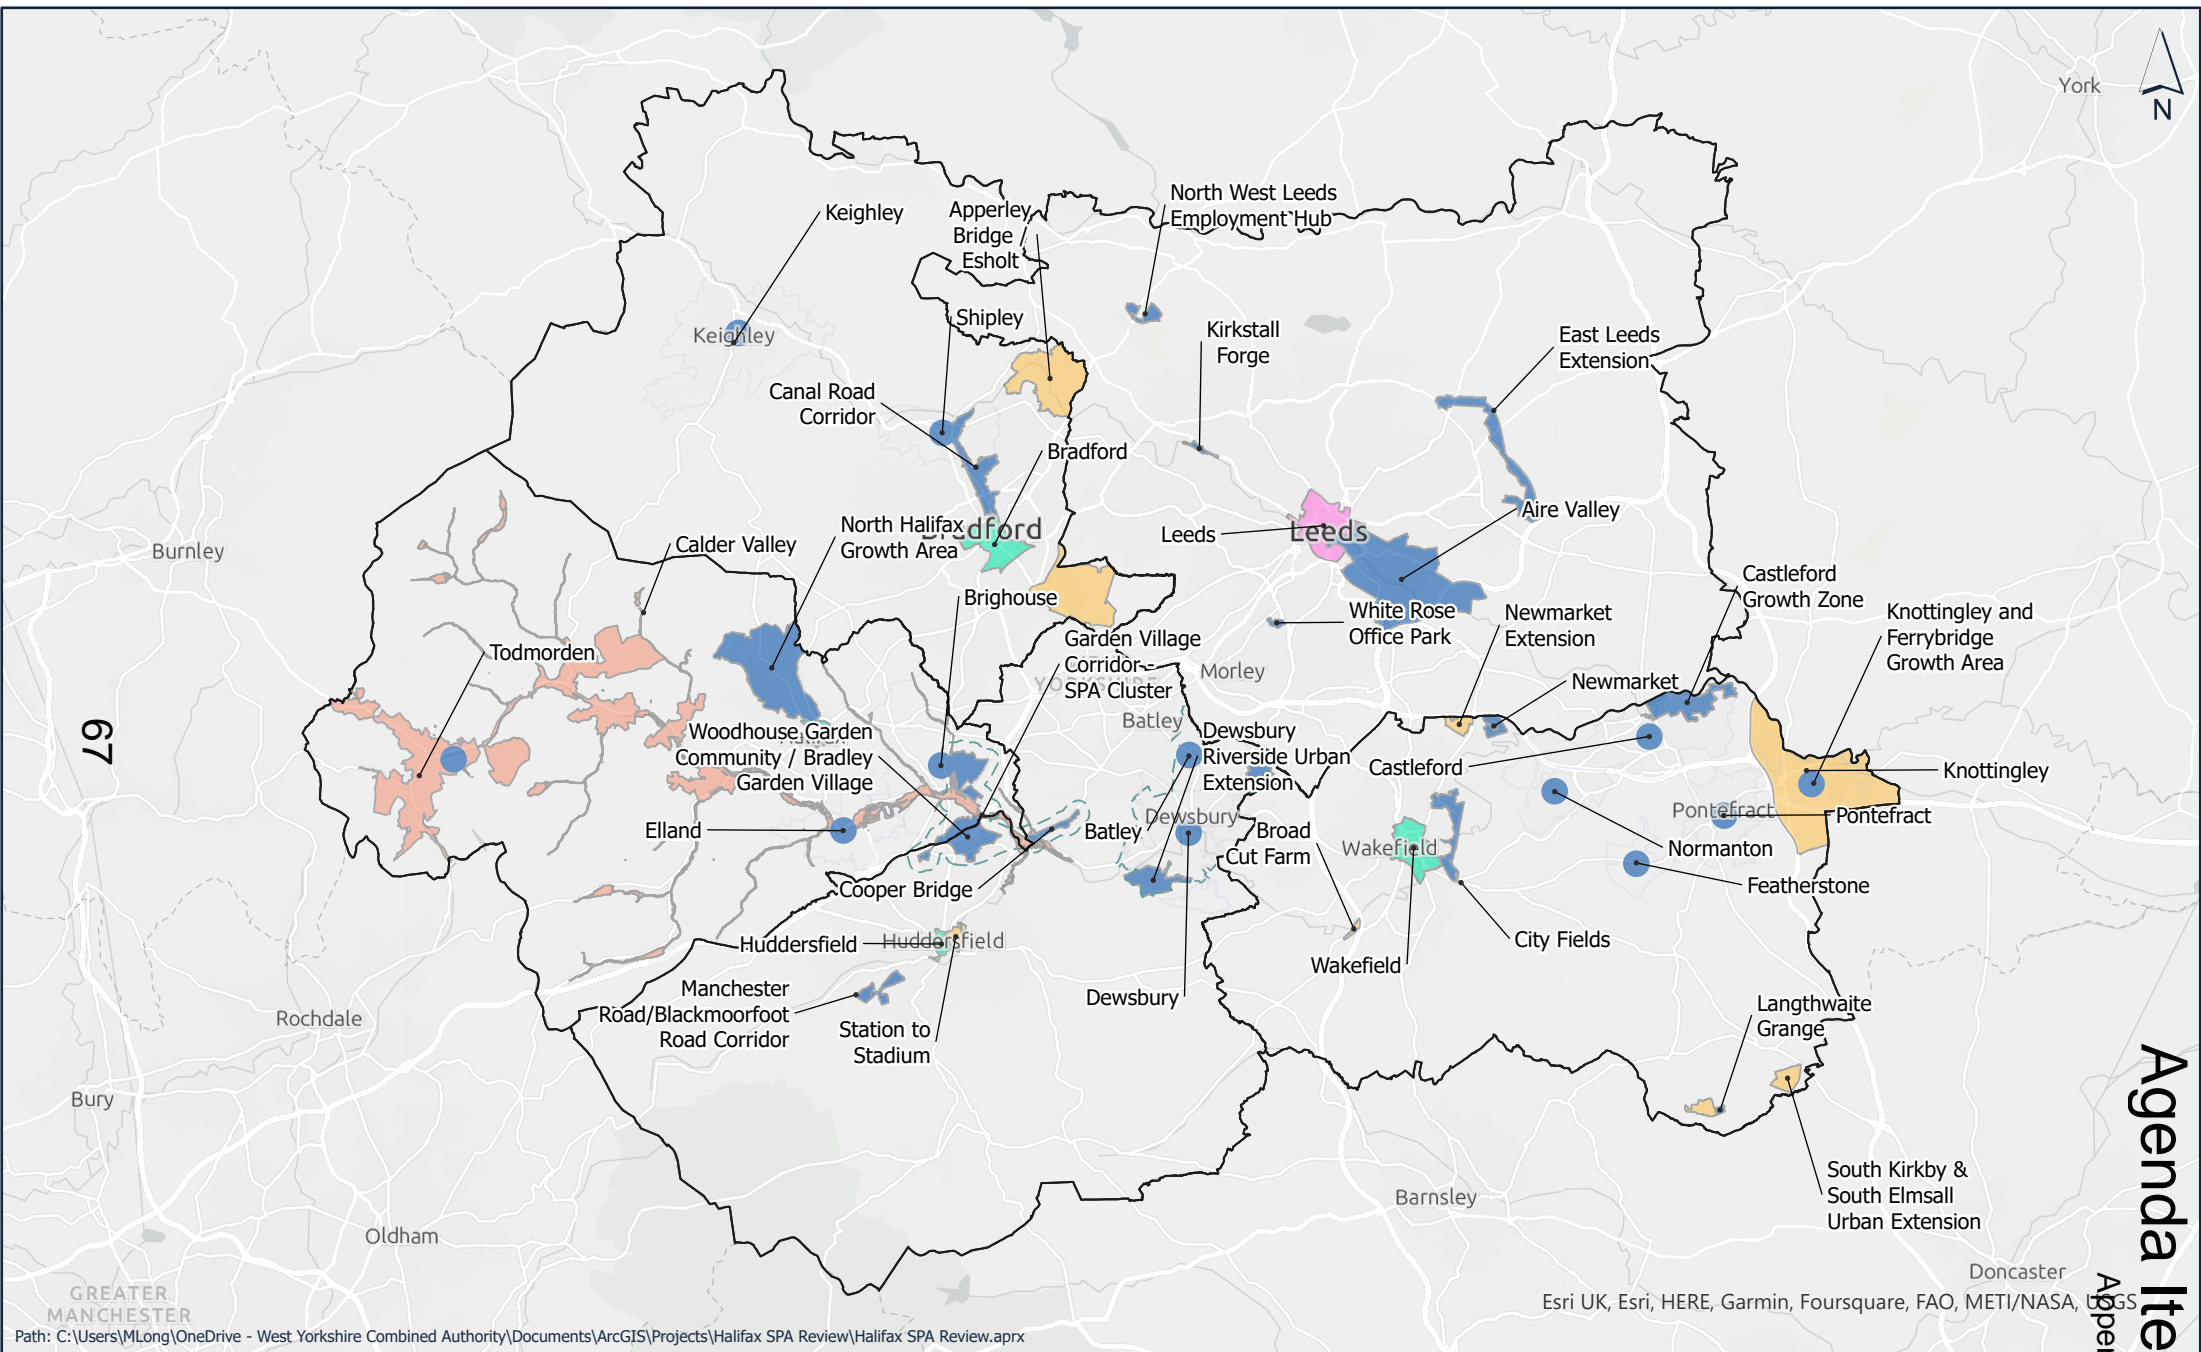 York
N
North West Leeds
Employment Hub
Keighley
Apperley
Bridge /
Esholt
Shipley
Kirkstall
Forge
East Leeds
Extension
Keighley
Canal Road
Corridor
Bradford
Aire Valley
North Halifax
Growth Area
Leeds
Leeds
Burnley
Calder Valley
Castleford
Growth Zone
Brighouse
White Rose
Office Park
Newmarket
Extension
Knottingley and
Ferrybridge
Growth Area
Garden Village
Corridor -
SPA Cluster
Todmorden
Morley
Newmarket
67
Batley
Woodhouse Garden
Community / Bradley
Garden Village
Dewsbury
Riverside Urban
Extension
Castleford
Knottingley
Pontefract
Pontefract
Elland
Batley
Dewsbury
Broad
Cut Farm
Wakefield
Normanton
Featherstone
Cooper Bridge
City Fields
Huddersfield
Huddersfield
Wakefield
Manchester
Road/Blackmoorfoot
Road Corridor
Dewsbury
Station to
Stadium
Langthwaite
Grange
Rochdale
Bury
South Kirkby &
South Elmsall
Urban Extension
Barnsley
Oldham
Doncaster
GREATER
MANCHESTER
Esri UK, Esri, HERE, Garmin, Foursquare, FAO, METI/NASA, USGS
Path: C:\Users\MLong\OneDrive - West Yorkshire Combined Authority\Documents\ArcGIS\Projects\Halifax SPA Review\Halifax SPA Review.aprx
Agenda Ite
Apper